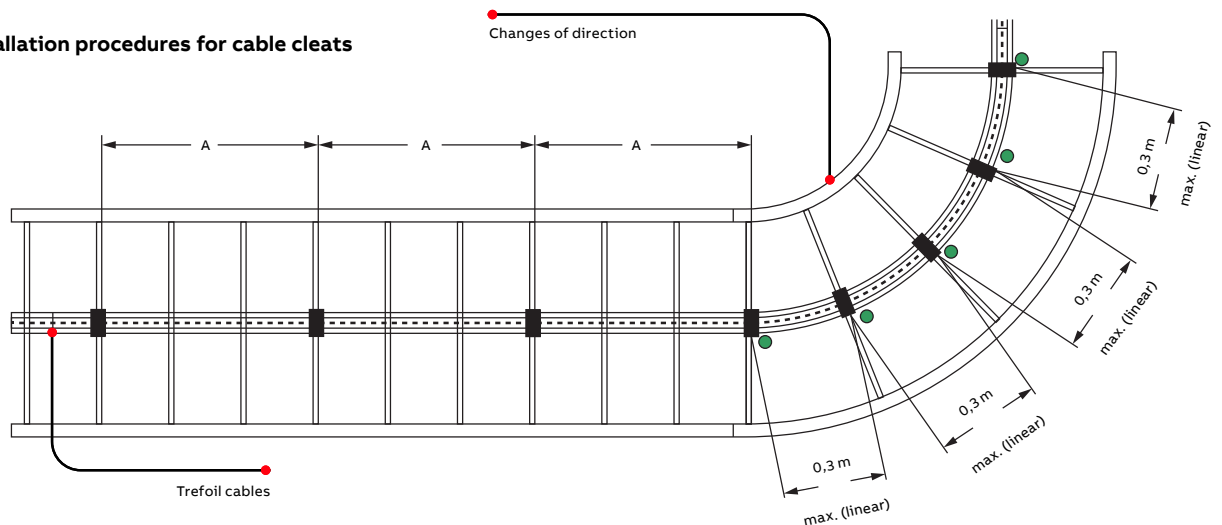 Changes of direction
allation procedures for cable cleats
A
A
A
0,3 m
max. (linear)
0,3 m
max. (linear)
0,3 m
max. (linear)
0,3 m
max. (linear)
Trefoil cables